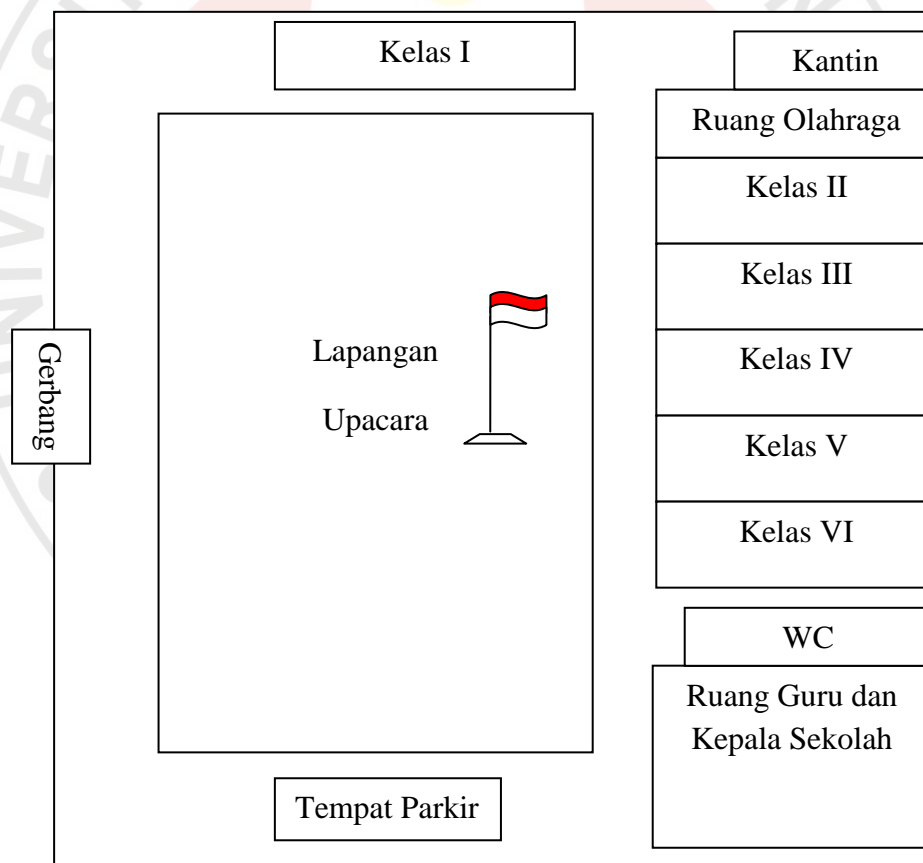 Kelas I
Kantin
Ruang Olahraga
Kelas II
Kelas III
Kelas IV
Kelas V
Kelas VI
Gerbang
Lapangan
Upacara
WC
Ruang Guru dan
Kepala Sekolah
Tempat Parkir